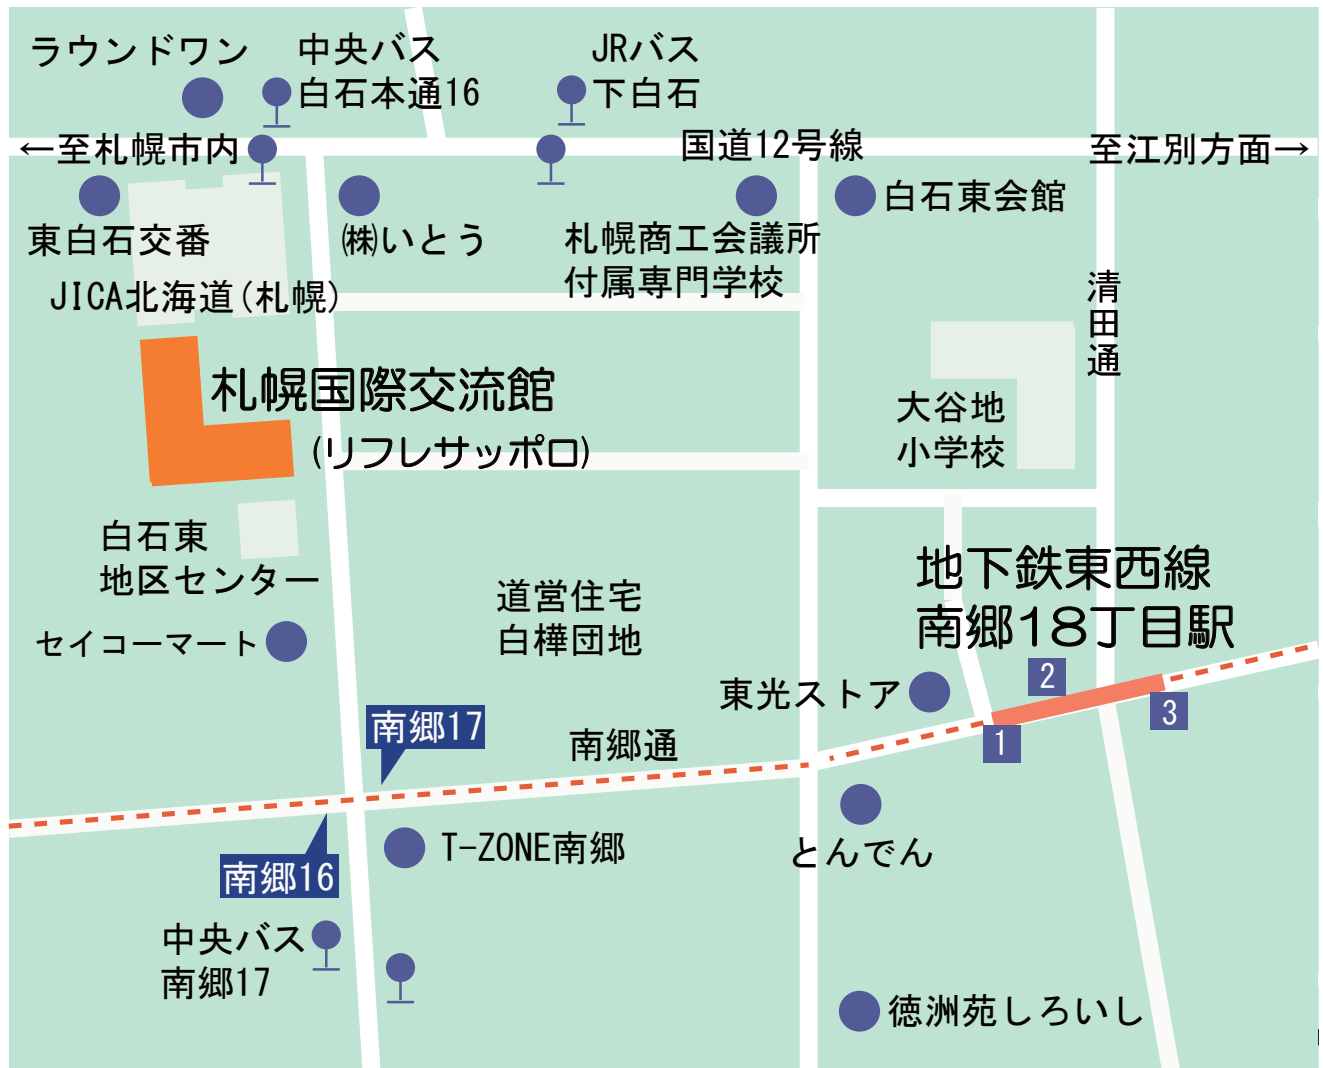 ラウンドワン
中央バス
白石本通16
JRバス
下白石
←至札幌市内
国道12号線
至江別方面→
東白石交番
㈱いとう
札幌商工会議所
付属専門学校
白石東会館
JICA北海道(札幌)
清田通
札幌国際交流館
(リフレサッポロ)
大谷地
小学校
白石東
地区センター
セイコーマート
道営住宅
白樺団地
地下鉄東西線
南郷18丁目駅
東光ストア
2
3
1
南郷17
南郷通
T-ZONE南郷
とんでん
南郷16
中央バス
南郷17
徳洲苑しろいし